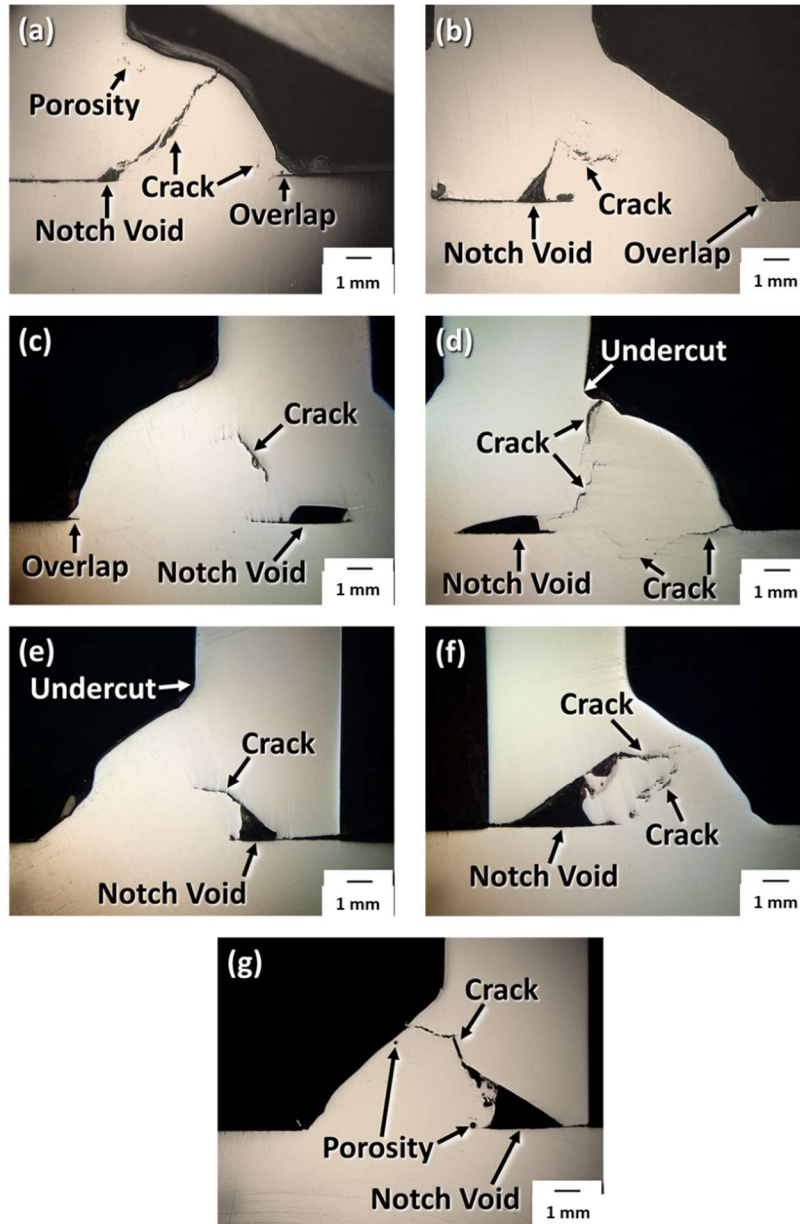 (a)
Porosity
Crack
Overlap
Notch Void
1 mm
(b)
Crack
Notch Void
Overlap
1 mm
(c)
Crack
Overlap
Notch Void
1 mm
(d)
Undercut
Crack
Notch Void
Crack
1 mm
(e)
Undercut
Crack
Notch Void
1 mm
(f)
Crack
Crack
Notch Void
1 mm
(g)
Crack
Porosity
Notch Void
1 mm